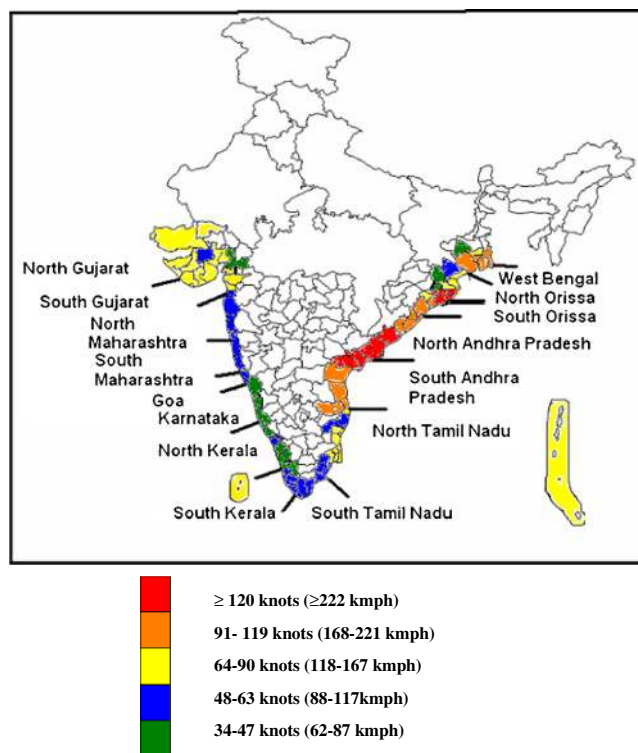 North Gujarat
South Gujarat
North
Maharashtra
South
Maharashtra
Goa
Karnataka
North Kerala
South Kerala
South Tamil Nadu
West Bengal
North Orissa
South Orissa
North Andhra Pradesh
South Andhra
Pradesh
North Tamil Nadu
≥ 120 knots (≥222 kmph)
91- 119 knots (168-221 kmph)
64-90 knots (118-167 kmph)
48-63 knots (88-117kmph)
34-47 knots (62-87 kmph)